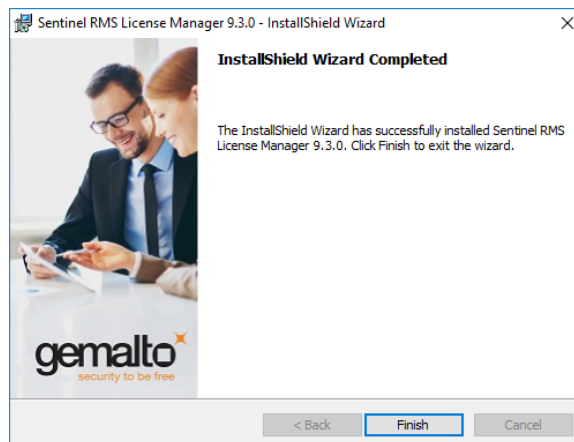 Sentinel RMS License Manager 9.3.0 - InstallShield Wizard
InstallShield Wizard Completed
The InstallShield Wizard has successfully installed Sentinel RMS
License Manager 9.3.0. Click Finish to exit the wizard.
gemalto
security to be free
< Back
Finish
Cancel